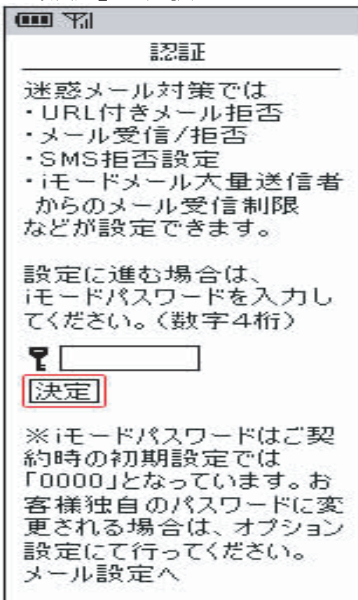 認証
迷惑メール対策では
・URL付きメール拒否
・メール受信/拒否
・SMS拒否設定
・iモードメール大量送信者
からのメール受信制限
などが設定できます。
設定に進む場合は、
iモードパスワードを入力し
てください。(数字4桁)
決定
※iモードパスワードはご契
約時の初期設定では
「0000」となっています。お
客様独自のパスワードに変
更される場合は、オプション
設定にて行ってください。
メール設定へ